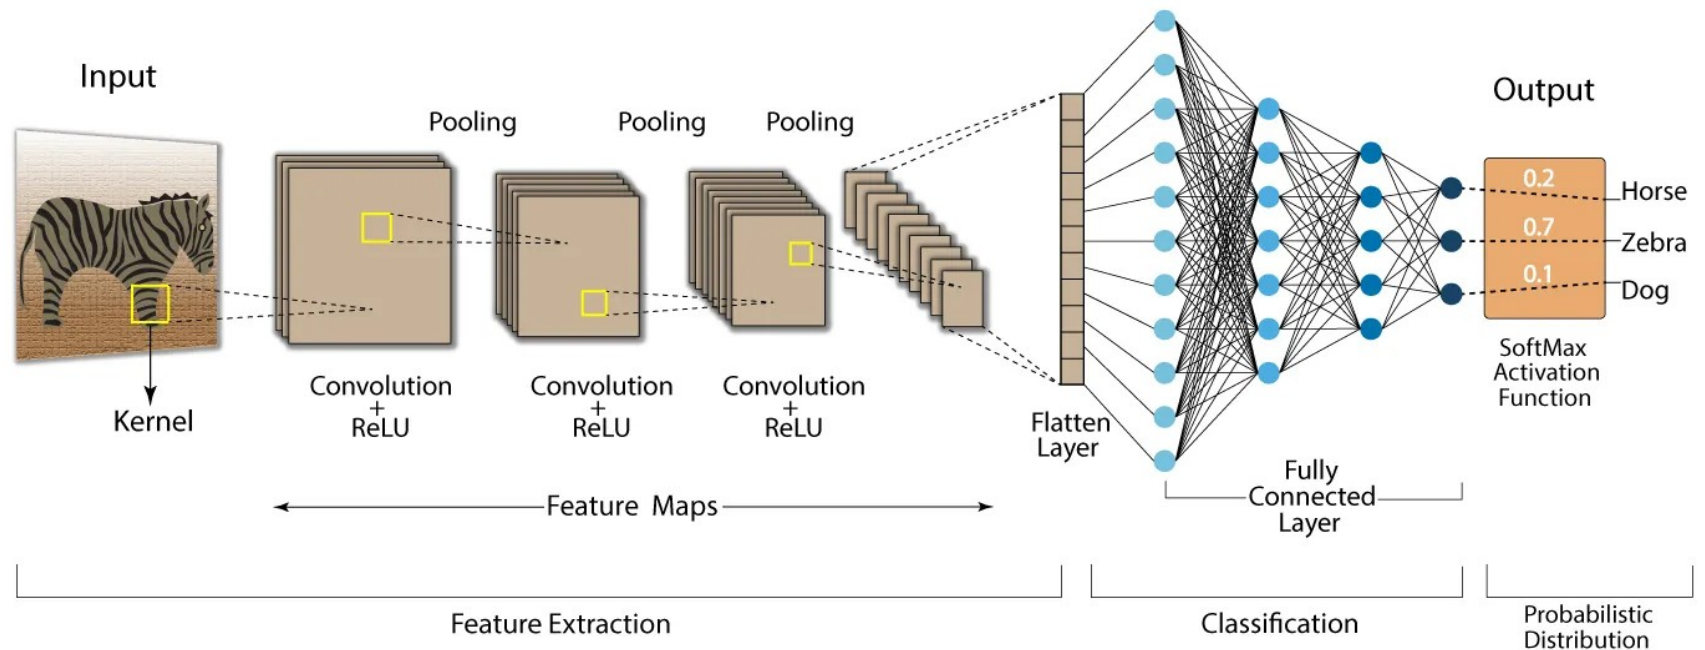 Input
Kernel
Pooling
Pooling
Pooling
Convolution
+
ReLU
Convolution
+
ReLU
Convolution
+
ReLU
Feature Maps
Flatten
Layer
Fully
Connected
Layer
Output
0.2
Horse
0.7
Zebra
0.1
Dog
SoftMax
Activation
Function
Feature Extraction
Classification
Probabilistic
Distribution